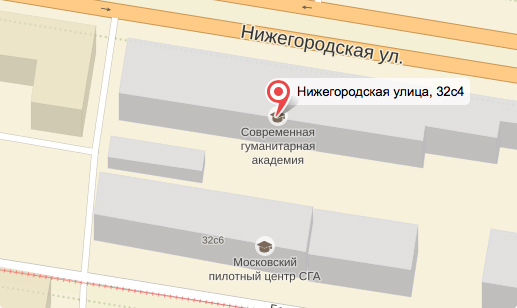 Нижегородская ул.
Нижегородская улица, 32с4
Современная
гуманитарная
академия
32с6
Московский
пилотный центр СГА